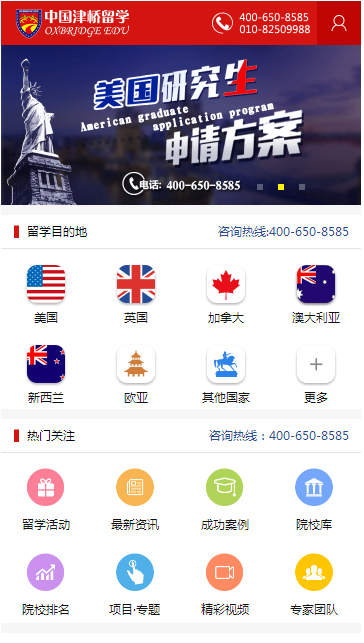 中国津桥留学
OXBRIDGE EDU
400-650-8585
010-82509988
美国研究生
American graduate
application program
申请方案
电话: 400-650-8585
留学目的地
咨询热线:400-650-8585
美国 英国 加拿大 澳大利亚
新西兰 欧亚 其他国家 更多
热门关注
咨询热线：400-650-8585
留学活动 最新资讯 成功案例 院校库
院校排名 项目·专题 精彩视频 专家团队